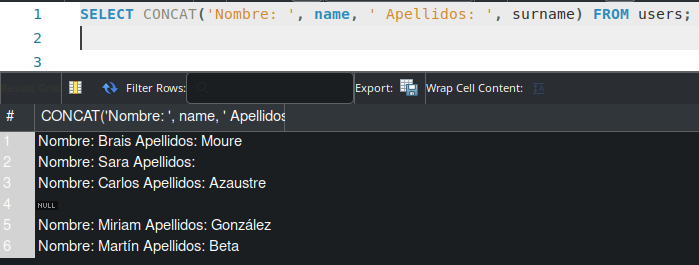 1 SELECT CONCAT('Nombre: ', name, ' Apellidos: ', surname) FROM users;
2
3
Filter Rows: Export: Wrap Cell Content:
# CONCAT('Nombre: ', name, ' Apellidos
1 Nombre: Brais Apellidos: Moure
2 Nombre: Sara Apellidos:
3 Nombre: Carlos Apellidos: Azaustre
4 NULL
5 Nombre: Miriam Apellidos: González
6 Nombre: Martín Apellidos: Beta